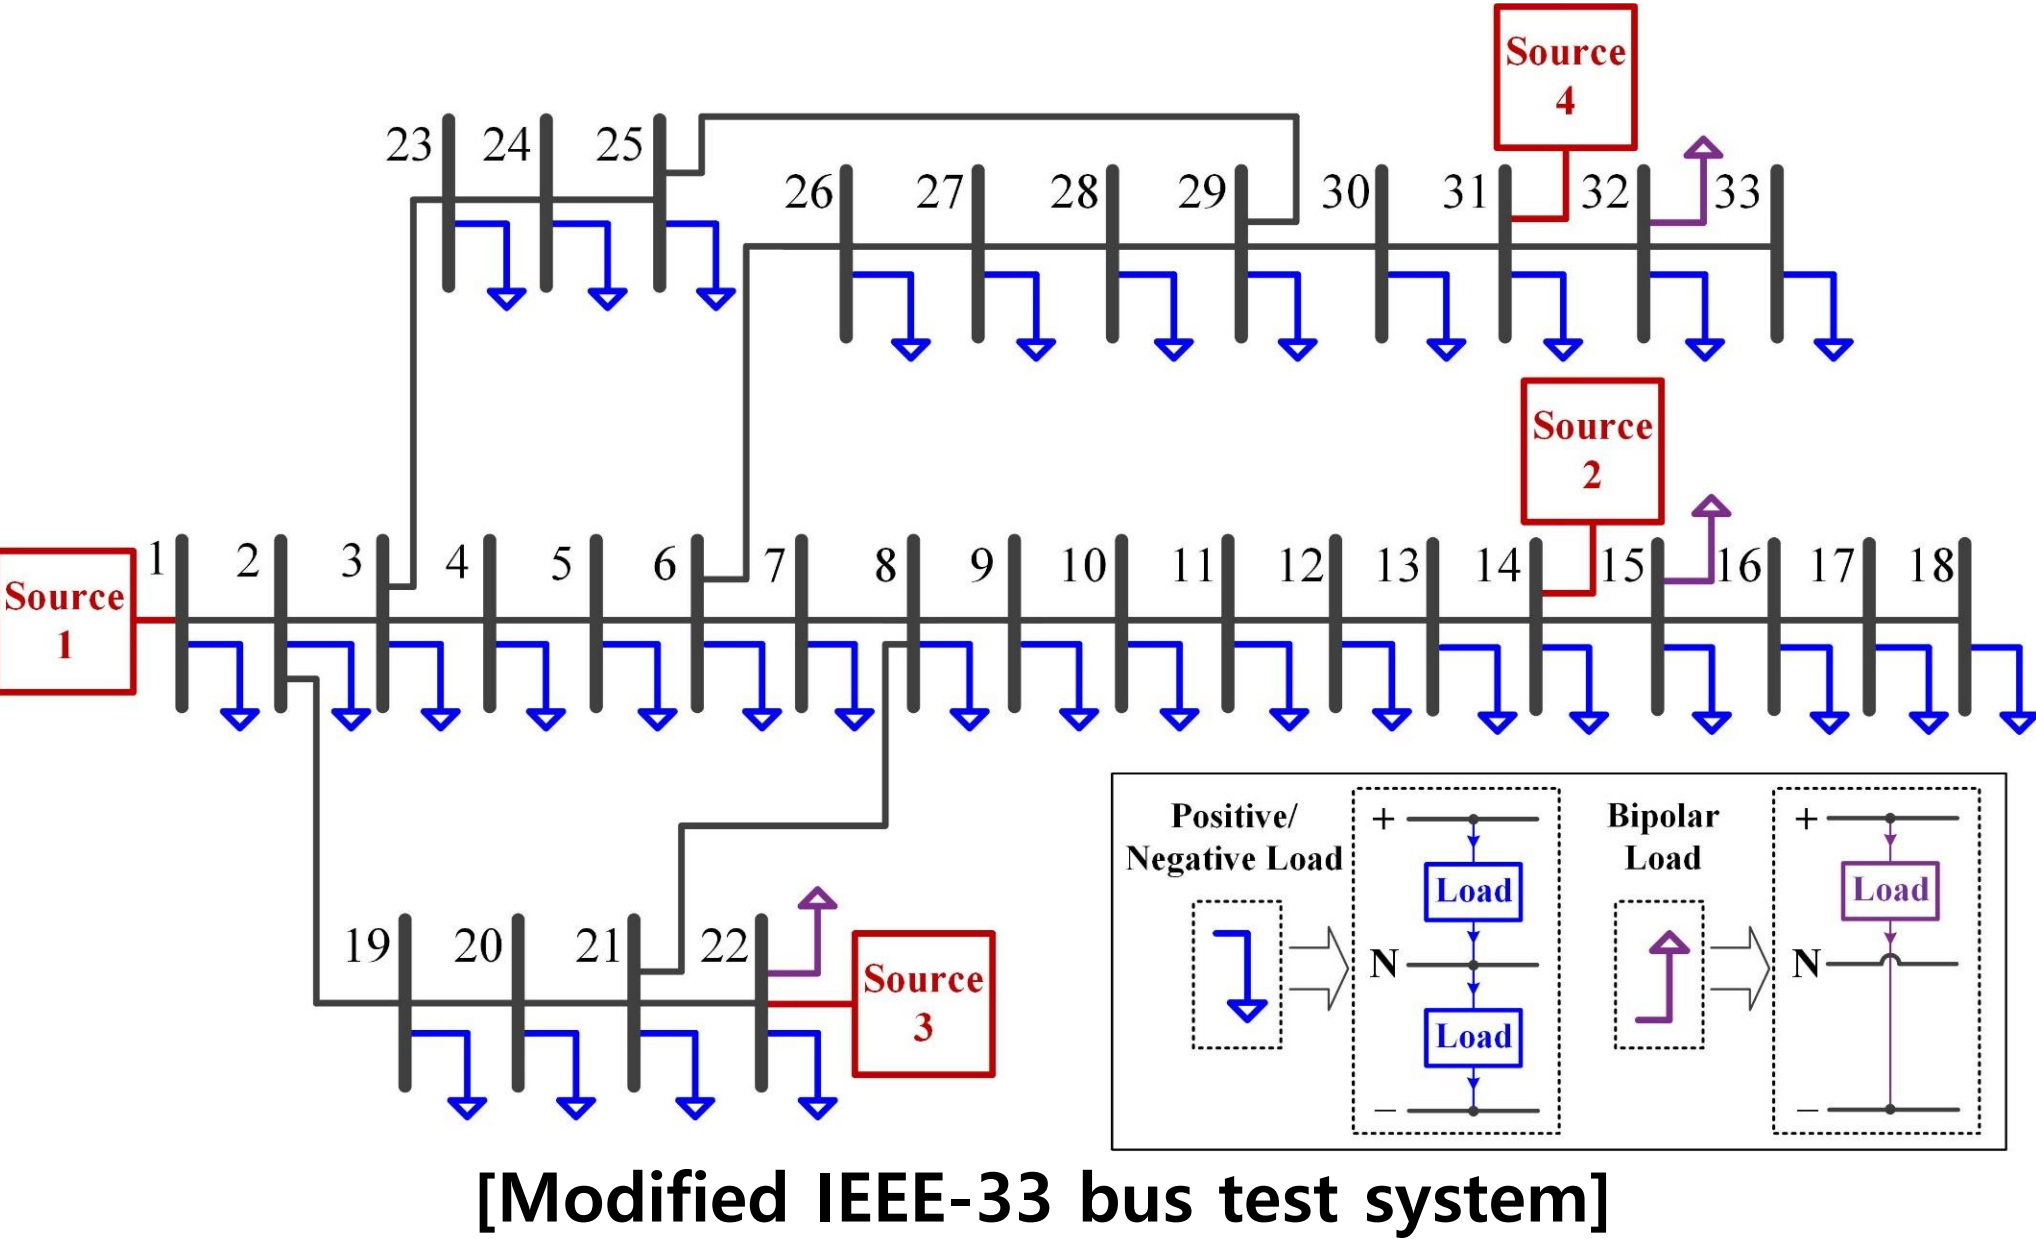 Source
4
23
24
25
26
27
28
29
30
31
32
33
Source
2
Source
1
1
2
3
4
5
6
7
8
9
10
11
12
13
14
15
16
17
18
19
20
21
22
Source
3
Positive/
Negative Load
+
Load
N
Load
−
Bipolar
Load
+
Load
N
−
[Modified IEEE-33 bus test system]